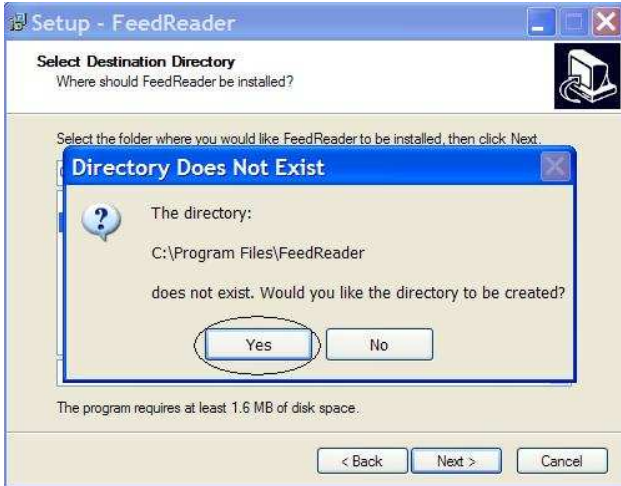 Setup - FeedReader
Select Destination Directory
Where should FeedReader be installed?
Select the folder where you would like FeedReader to be installed, then click Next.
Directory Does Not Exist
The directory:
C:\Program Files\FeedReader
does not exist. Would you like the directory to be created?
Yes No
The program requires at least 1.6 MB of disk space.
< Back Next > Cancel